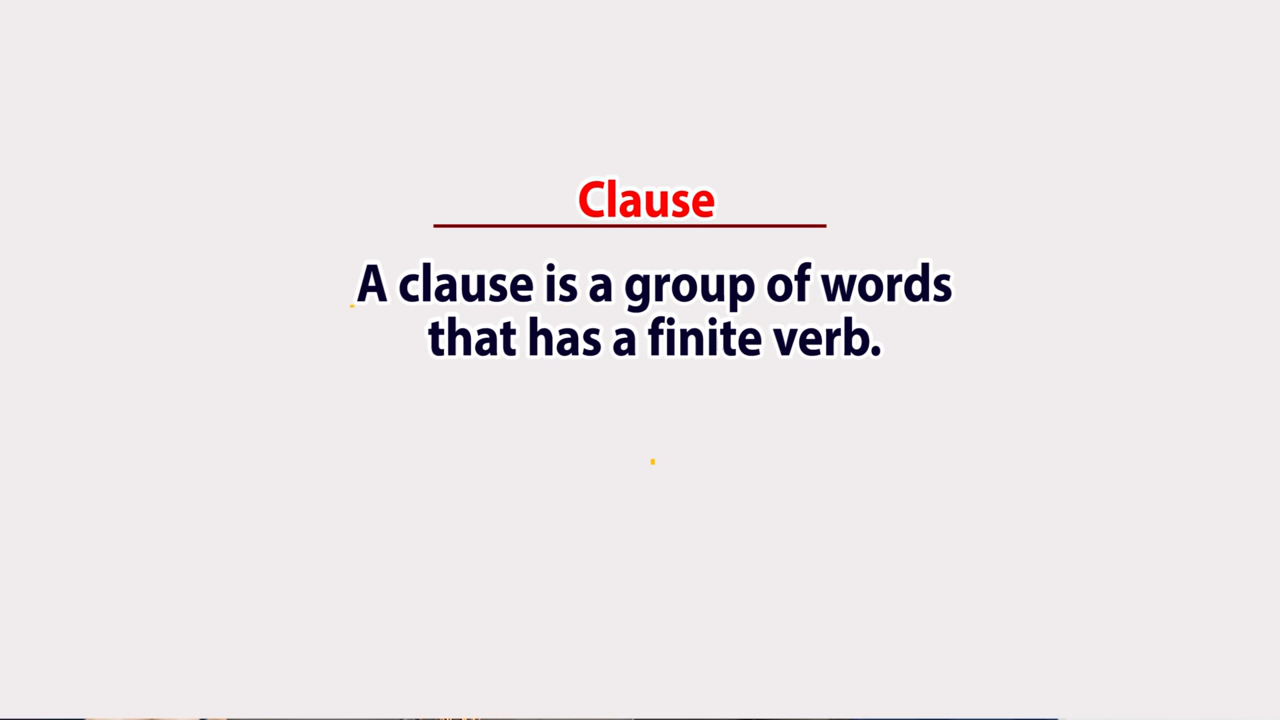 Clause
A clause is a group of words
that has a finite verb.